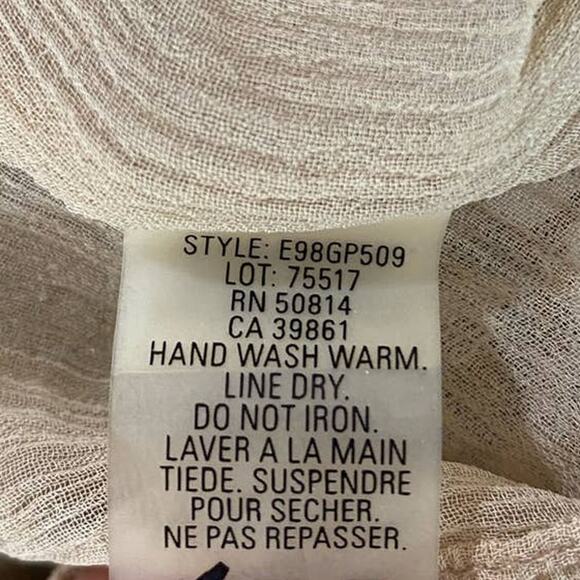 STYLE: E98GP509
LOT: 75517
RN 50814
CA 39861
HAND WASH WARM.
LINE DRY.
DO NOT IRON.
LAVER A LA MAIN
TIEDE. SUSPENDRE
POUR SECHER.
NE PAS REPASSER.